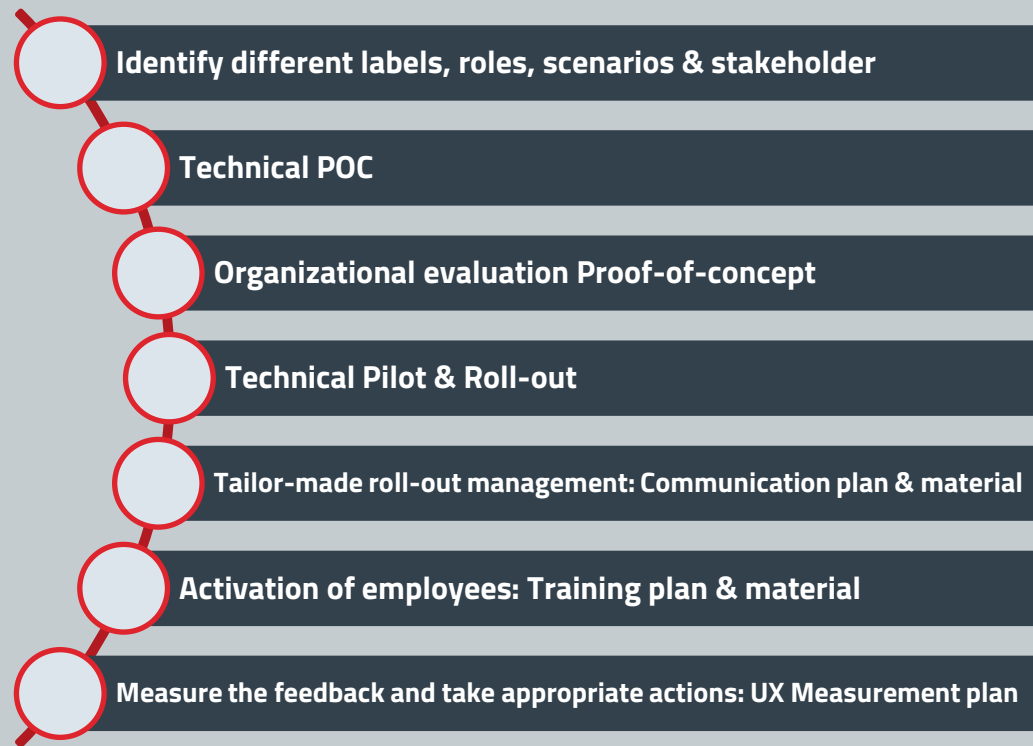 Identify different labels, roles, scenarios & stakeholder
Technical POC
Organizational evaluation Proof-of-concept
Technical Pilot & Roll-out
Tailor-made roll-out management: Communication plan & material
Activation of employees: Training plan & material
Measure the feedback and take appropriate actions: UX Measurement plan